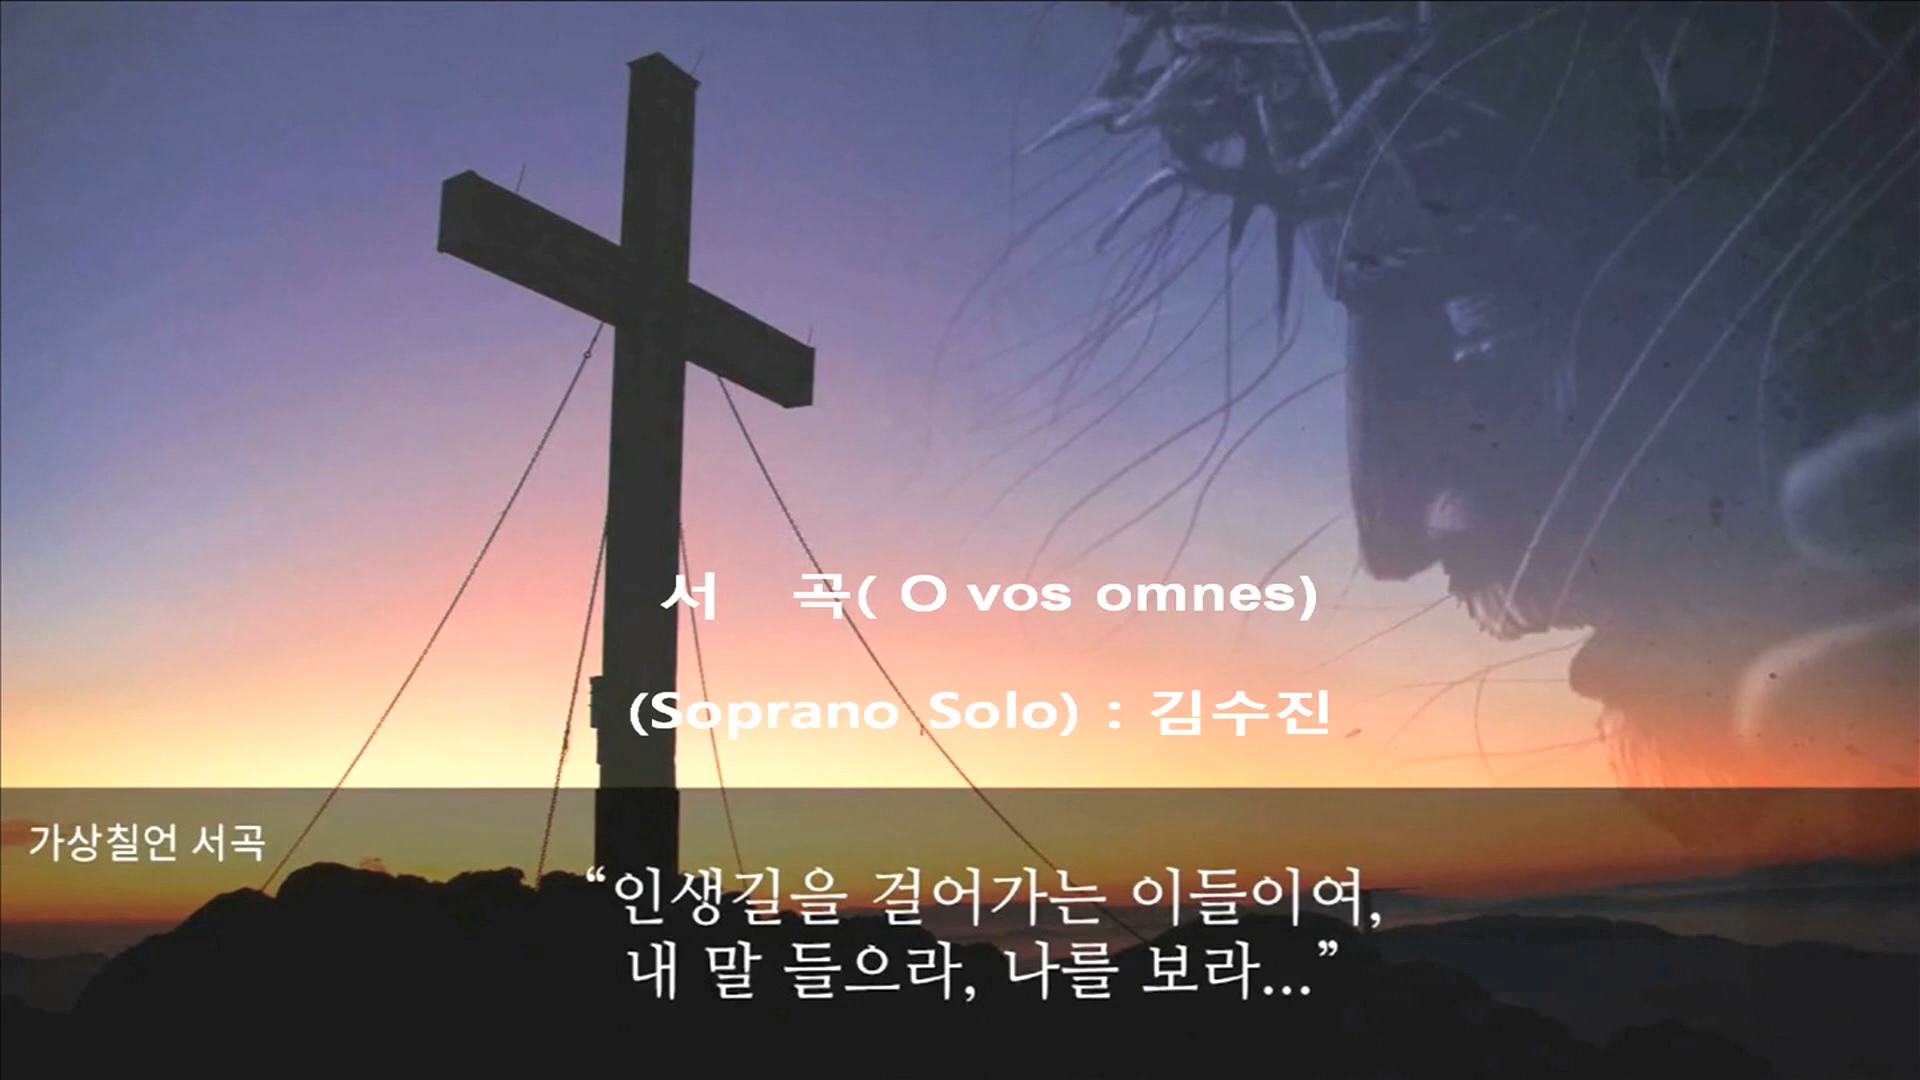 서 곡( O vos omnes)
(Soprano Solo) : 김수진
가상칠언 서곡
“인생길을 걸어가는 이들이여,
내 말 들으라, 나를 보라...”